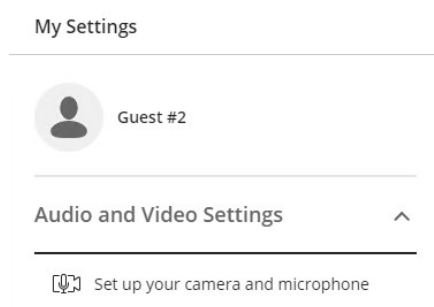 My Settings
Guest #2
Audio and Video Settings
Set up your camera and microphone